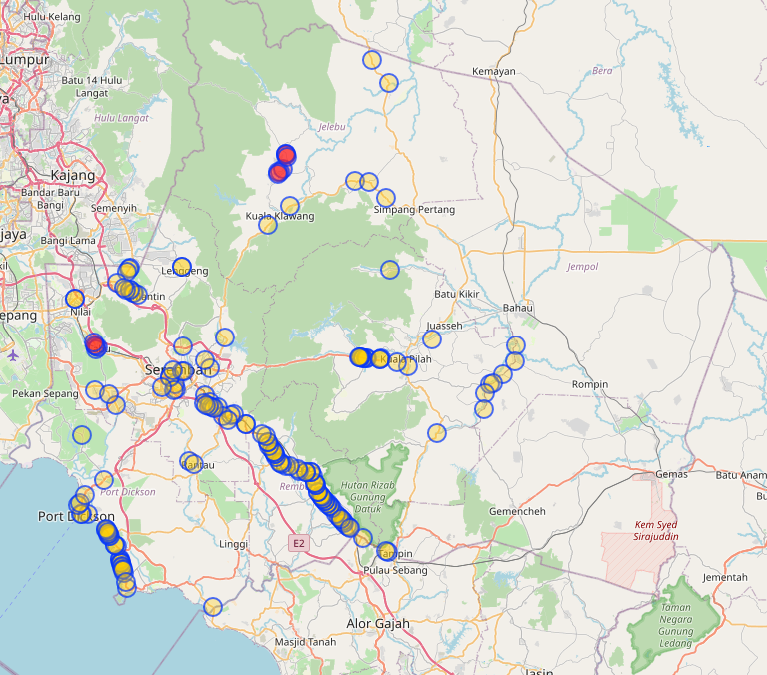 Hulu Kelang
Lumpur
Kemayan
Bera
Batu 14 Hulu
Langat
Hulu Langat
Jelebu
Kajang
Bandar Baru
Bangi
Semenyih
Kuala Klawang
Simpang Pertang
jaya
Bangi Lama
Lenggeng
Jempol
Batu Kikir
Bahau
Nilai
epang
Juasseh
Kuala Pilah
Seremban
Rompin
Pekan Sepang
Gemas
Batu Anam
Hutan Rizab
Gunung
Datuk
Port Dickson
Gemencheh
Port Dickson
Kem Syed
Sirajuddin
Linggi
E2
Tampin
Pulau Sebang
Jementah
Taman
Negara
Gunung
Ledang
Alor Gajah
Masjid Tanah